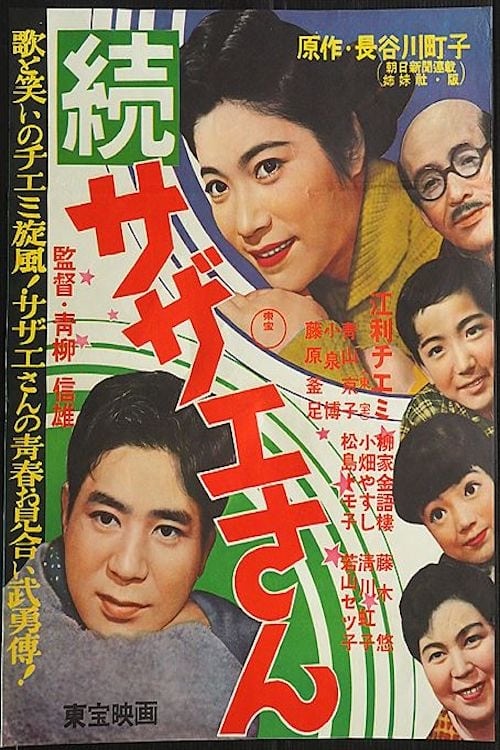 原作・長谷川町子
(朝日新聞連載
姉妹社・版)
続
サザエさん
歌と笑いのチエミ旋風!サザエさんの青春お見合い武勇傳!
監督・青柳信雄
東宝
江利チエミ
(東宝)
青山京子
小泉博
藤原釜足
柳家金語楼
小畑やすし
松島トモ子
藤木悠
清川虹子
若山セツ子
東宝映画